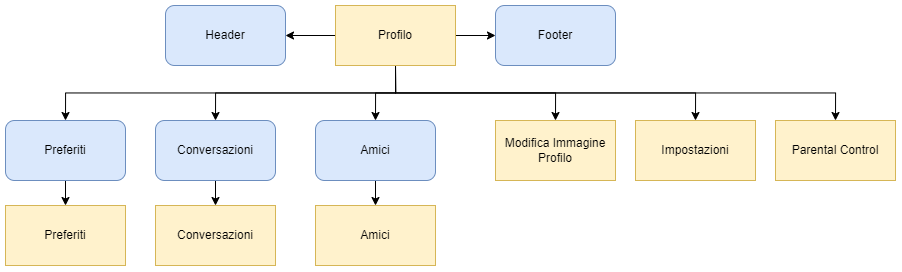 Header
Profilo
Footer
Preferiti
Conversazioni
Amici
Modifica Immagine
Profilo
Impostazioni
Parental Control
Preferiti
Conversazioni
Amici